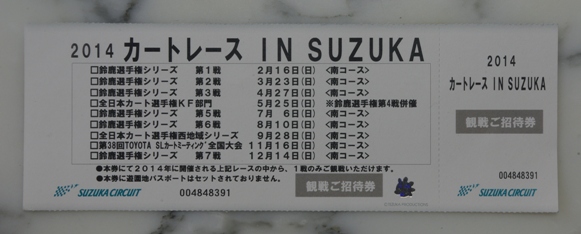 2014 カートレース IN SUZUKA
□鈴鹿選手権シリーズ 第1戦 2月16日(日) <南コース>
□鈴鹿選手権シリーズ 第2戦 3月23日(日) <南コース>
□鈴鹿選手権シリーズ 第3戦 4月27日(日) <南コース>
□全日本カート選手権KF部門 5月25日(日) ※鈴鹿選手権第4戦併催
□鈴鹿選手権シリーズ 第5戦 7月 6日(日) <南コース>
□鈴鹿選手権シリーズ 第6戦 8月10日(日) <南コース>
□全日本カート選手権西地域シリーズ 9月28日(日) <南コース>
□第38回TOYOTA SLカートミーティング全国大会 11月16日(日) <南コース>
□鈴鹿選手権シリーズ 第7戦 12月14日(日) <南コース>
●本券にて2014年に開催される上記レースの中から、1戦のみご観戦いただけます。
●本券に遊園地パスポートはセットされておりません。
観戦ご招待券
SUZUKA CIRCUIT
004848391
2014
カートレース IN SUZUKA
観戦ご招待券
004848391
SUZUKA CIRCUIT